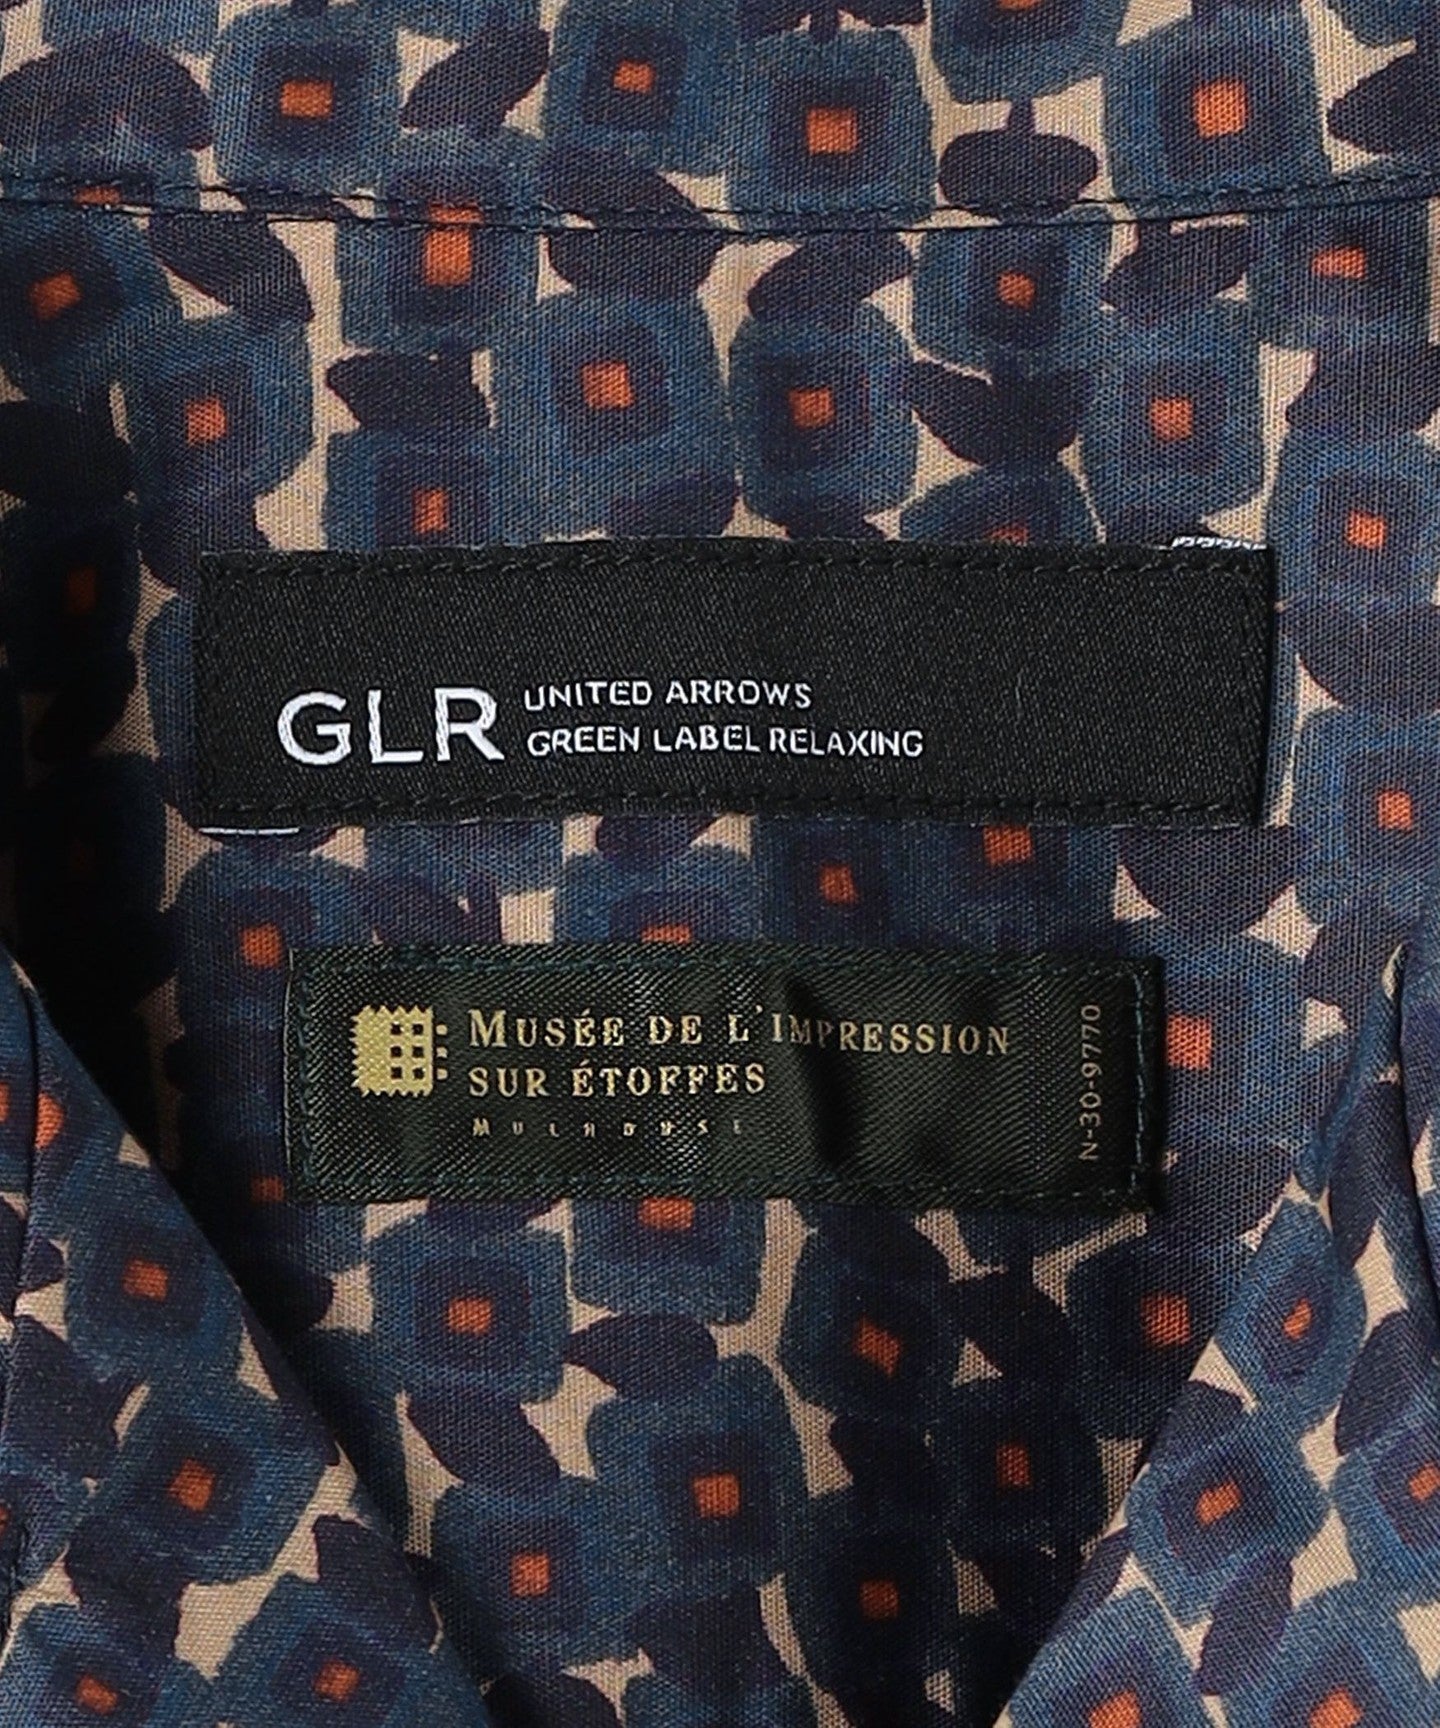 GLR
UNITED ARROWS
GREEN LABEL RELAXING
MUSÉE DE L'IMPRESSION
SUR ÉTOFFES
MULHOUSE
N-30-9770